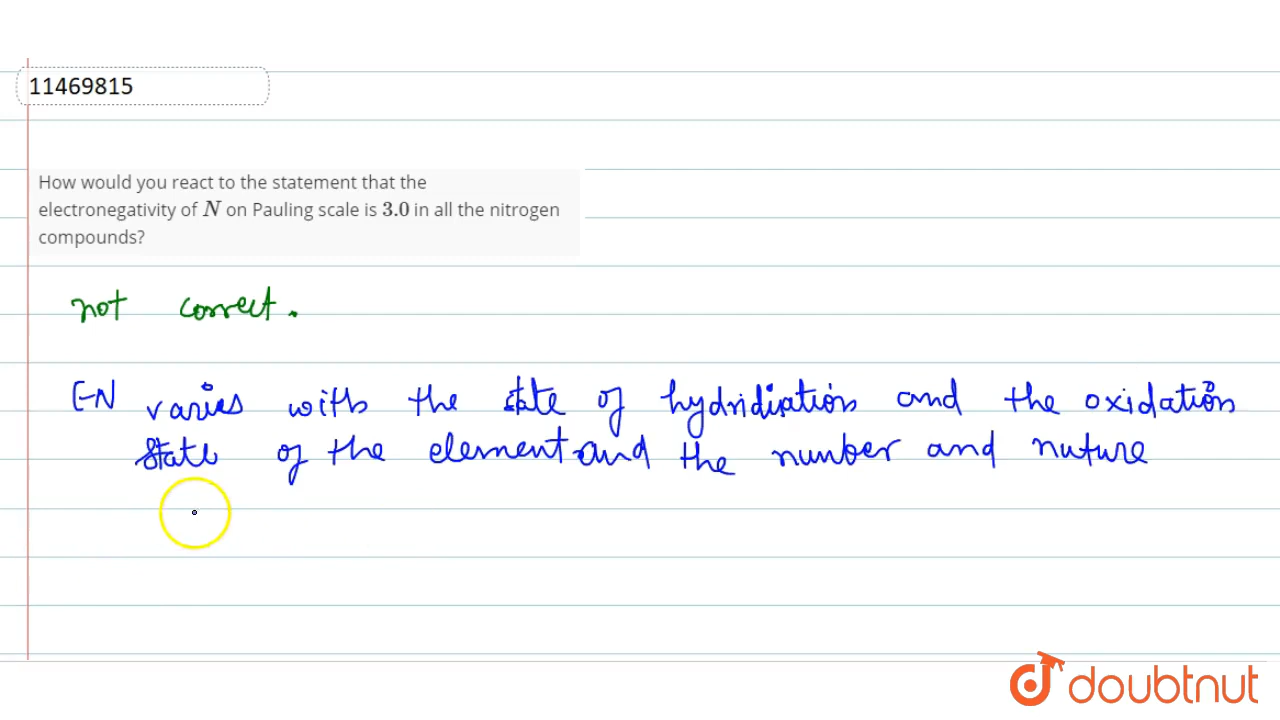 11469815
How would you react to the statement that the
electronegativity of N on Pauling scale is 3.0 in all the nitrogen
compounds?
not correct.
EN varies with the state of hydridisation and the oxidation
state of the element and the number and nuture
doubtnut